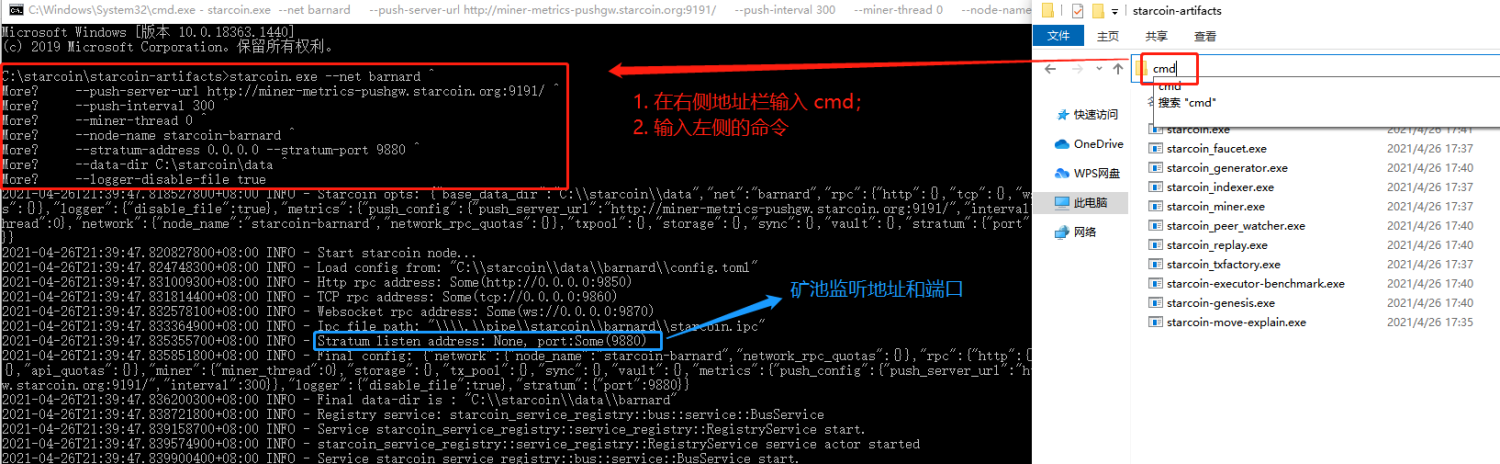 C:\Windows\System32\cmd.exe - starcoin.exe --net barnard --push-server-url http://miner-metrics-pushgw.starcoin.org:9191/ --push-interval 300 --miner-thread 0 --node-name
Microsoft Windows [版本 10.0.18363.1440]
(c) 2019 Microsoft Corporation。保留所有权利。
C:\starcoin\starcoin-artifacts>starcoin.exe --net barnard ^
More? --push-server-url http://miner-metrics-pushgw.starcoin.org:9191/ ^
More? --push-interval 300 ^
More? --miner-thread 0 ^
More? --node-name starcoin-barnard ^
More? --stratum-address 0.0.0.0 --stratum-port 9880 ^
More? --data-dir C:\starcoin\data ^
More? --logger-disable-file true
2021-04-26T21:39:47.818527800+08:00 INFO - Starcoin opts: {"base_data_dir":"C:\\starcoin\\data","net":"barnard","rpc":{"http":{},"tcp":{},"ws
s":{}},"logger":{"disable_file":true},"metrics":{"push_config":{"push_server_url":"http://miner-metrics-pushgw.starcoin.org:9191/","interval
hread":0},"network":{"node_name":"starcoin-barnard","network_rpc_quotas":{}},"txpool":{},"storage":{},"sync":{},"vault":{},"stratum":{"port"
}}
2021-04-26T21:39:47.820827800+08:00 INFO - Start starcoin node...
2021-04-26T21:39:47.824748300+08:00 INFO - Load config from: "C:\\starcoin\\data\\barnard\\config.toml"
2021-04-26T21:39:47.831009300+08:00 INFO - Http rpc address: Some(http://0.0.0.0:9850)
2021-04-26T21:39:47.831814400+08:00 INFO - TCP rpc address: Some(tcp://0.0.0.0:9860)
2021-04-26T21:39:47.832578100+08:00 INFO - Websocket rpc address: Some(ws://0.0.0.0:9870)
2021-04-26T21:39:47.833364900+08:00 INFO - Ipc file path: "\\\\.\\pipe\\starcoin\\barnard\\starcoin.ipc"
2021-04-26T21:39:47.835355700+08:00 INFO - Stratum listen address: None, port:Some(9880)
2021-04-26T21:39:47.835851800+08:00 INFO - Final config: {"network":{"node_name":"starcoin-barnard","network_rpc_quotas":{}},"rpc":{"http":{
},"api_quotas":{}},"miner":{"miner_thread":0},"storage":{},"tx_pool":{},"sync":{},"vault":{},"metrics":{"push_config":{"push_server_url":"ht
w.starcoin.org:9191/","interval":300}},"logger":{"disable_file":true},"stratum":{"port":9880}}
2021-04-26T21:39:47.836200300+08:00 INFO - Final data-dir is : "C:\\starcoin\\data\\barnard"
2021-04-26T21:39:47.838721800+08:00 INFO - Registry service: starcoin_service_registry::bus::service::BusService
2021-04-26T21:39:47.839158700+08:00 INFO - Service starcoin_service_registry::service_registry::RegistryService start.
2021-04-26T21:39:47.839574900+08:00 INFO - starcoin_service_registry::service_registry::RegistryService service actor started
2021-04-26T21:39:47.839900400+08:00 INFO - Service starcoin_service_registry::bus::service::BusService start.
1. 在右侧地址栏输入 cmd；
2. 输入左侧的命令
矿池监听地址和端口
starcoin-artifacts
文件 主页 共享 查看
cmd
cmd
搜索 "cmd"
快速访问
OneDrive
WPS网盘
此电脑
网络
starcoin.exe 2021/4/26 17:41
starcoin_faucet.exe 2021/4/26 17:37
starcoin_generator.exe 2021/4/26 17:40
starcoin_indexer.exe 2021/4/26 17:37
starcoin_miner.exe 2021/4/26 17:37
starcoin_peer_watcher.exe 2021/4/26 17:40
starcoin_replay.exe 2021/4/26 17:40
starcoin_txfactory.exe 2021/4/26 17:37
starcoin-executor-benchmark.exe 2021/4/26 17:40
starcoin-genesis.exe 2021/4/26 17:40
starcoin-move-explain.exe 2021/4/26 17:35